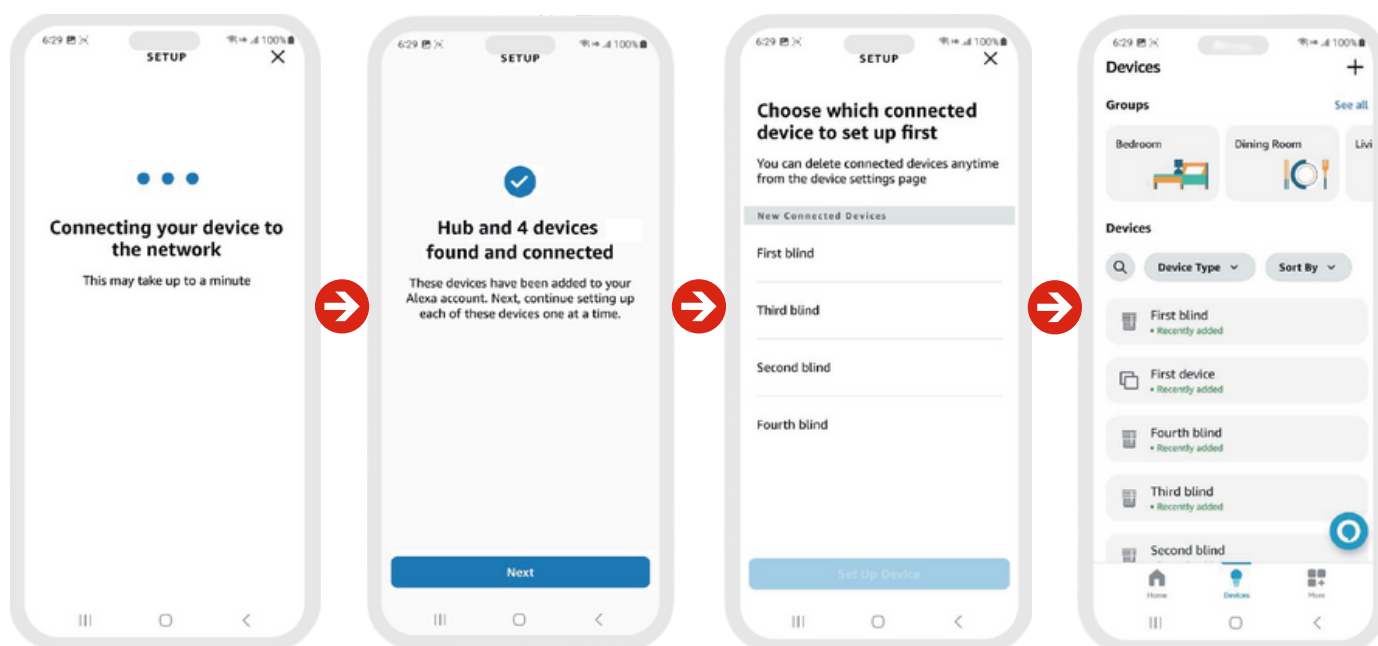 6:29
100%
SETUP
Connecting your device to
the network
This may take up to a minute
6:29
100%
SETUP
Hub and 4 devices
found and connected
These devices have been added to your
Alexa account. Next, continue setting up
each of these devices one at a time.
Next
6:29
100%
SETUP
Choose which connected
device to set up first
You can delete connected devices anytime
from the device settings page
New Connected Devices
First blind
Third blind
Second blind
Fourth blind
Set Up Device
6:29
100%
Devices
Groups See all
Bedroom Dining Room Livi
Devices
Device Type Sort By
First blind
• Recently added
First device
• Recently added
Fourth blind
• Recently added
Third blind
• Recently added
Second blind
Home Devices More